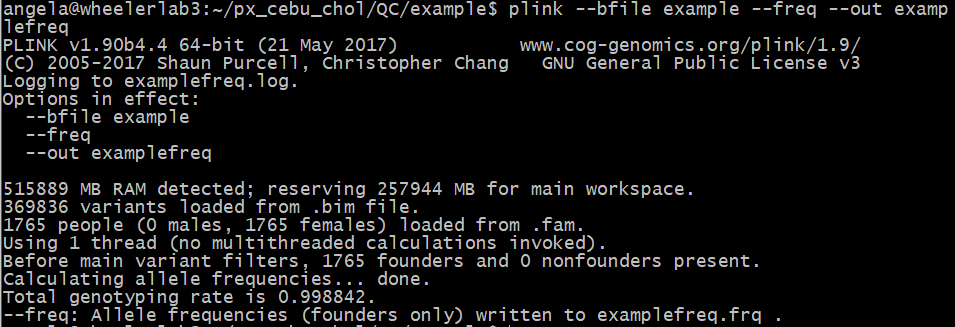 angela@wheelerlab3:~/px_cebu_chol/QC/example$ plink --bfile example --freq --out examp
lefreq
PLINK v1.90b4.4 64-bit (21 May 2017)           www.cog-genomics.org/plink/1.9/
(C) 2005-2017 Shaun Purcell, Christopher Chang   GNU General Public License v3
Logging to examplefreq.log.
Options in effect:
  --bfile example
  --freq
  --out examplefreq

515889 MB RAM detected; reserving 257944 MB for main workspace.
369836 variants loaded from .bim file.
1765 people (0 males, 1765 females) loaded from .fam.
Using 1 thread (no multithreaded calculations invoked).
Before main variant filters, 1765 founders and 0 nonfounders present.
Calculating allele frequencies... done.
Total genotyping rate is 0.998842.
--freq: Allele frequencies (founders only) written to examplefreq.frq .